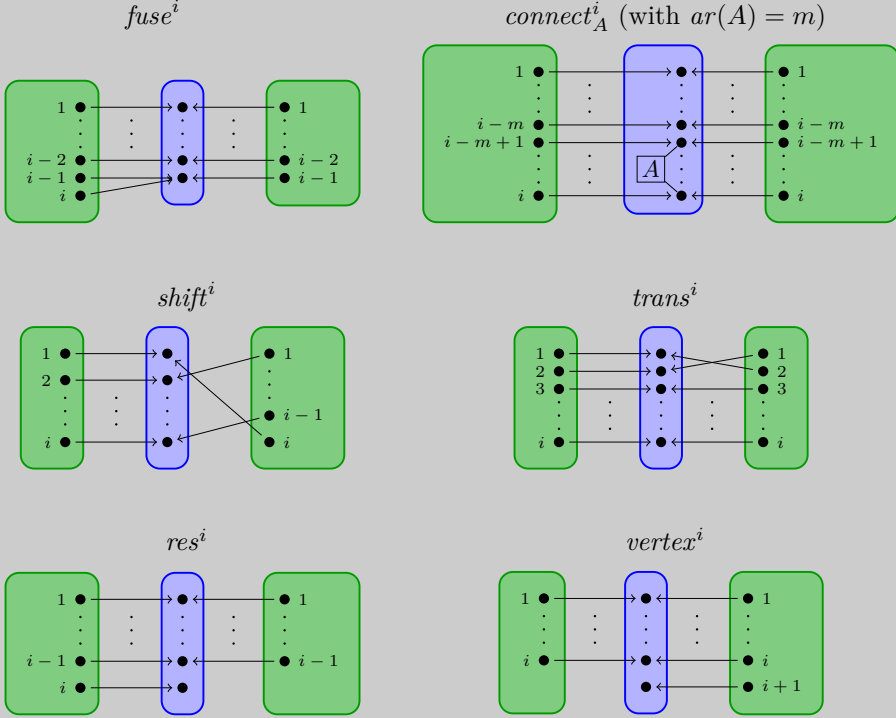 fuse^i
1 1
i − 2 i − 2
i − 1 i − 1
i
connect^i_A (with ar(A) = m)
1 1
i − m i − m
i − m + 1 i − m + 1
A
i i
shift^i
1 1
2
i − 1
i i
trans^i
1 1
2 2
3 3
i i
res^i
1 1
i − 1 i − 1
i
vertex^i
1 1
i i
i + 1